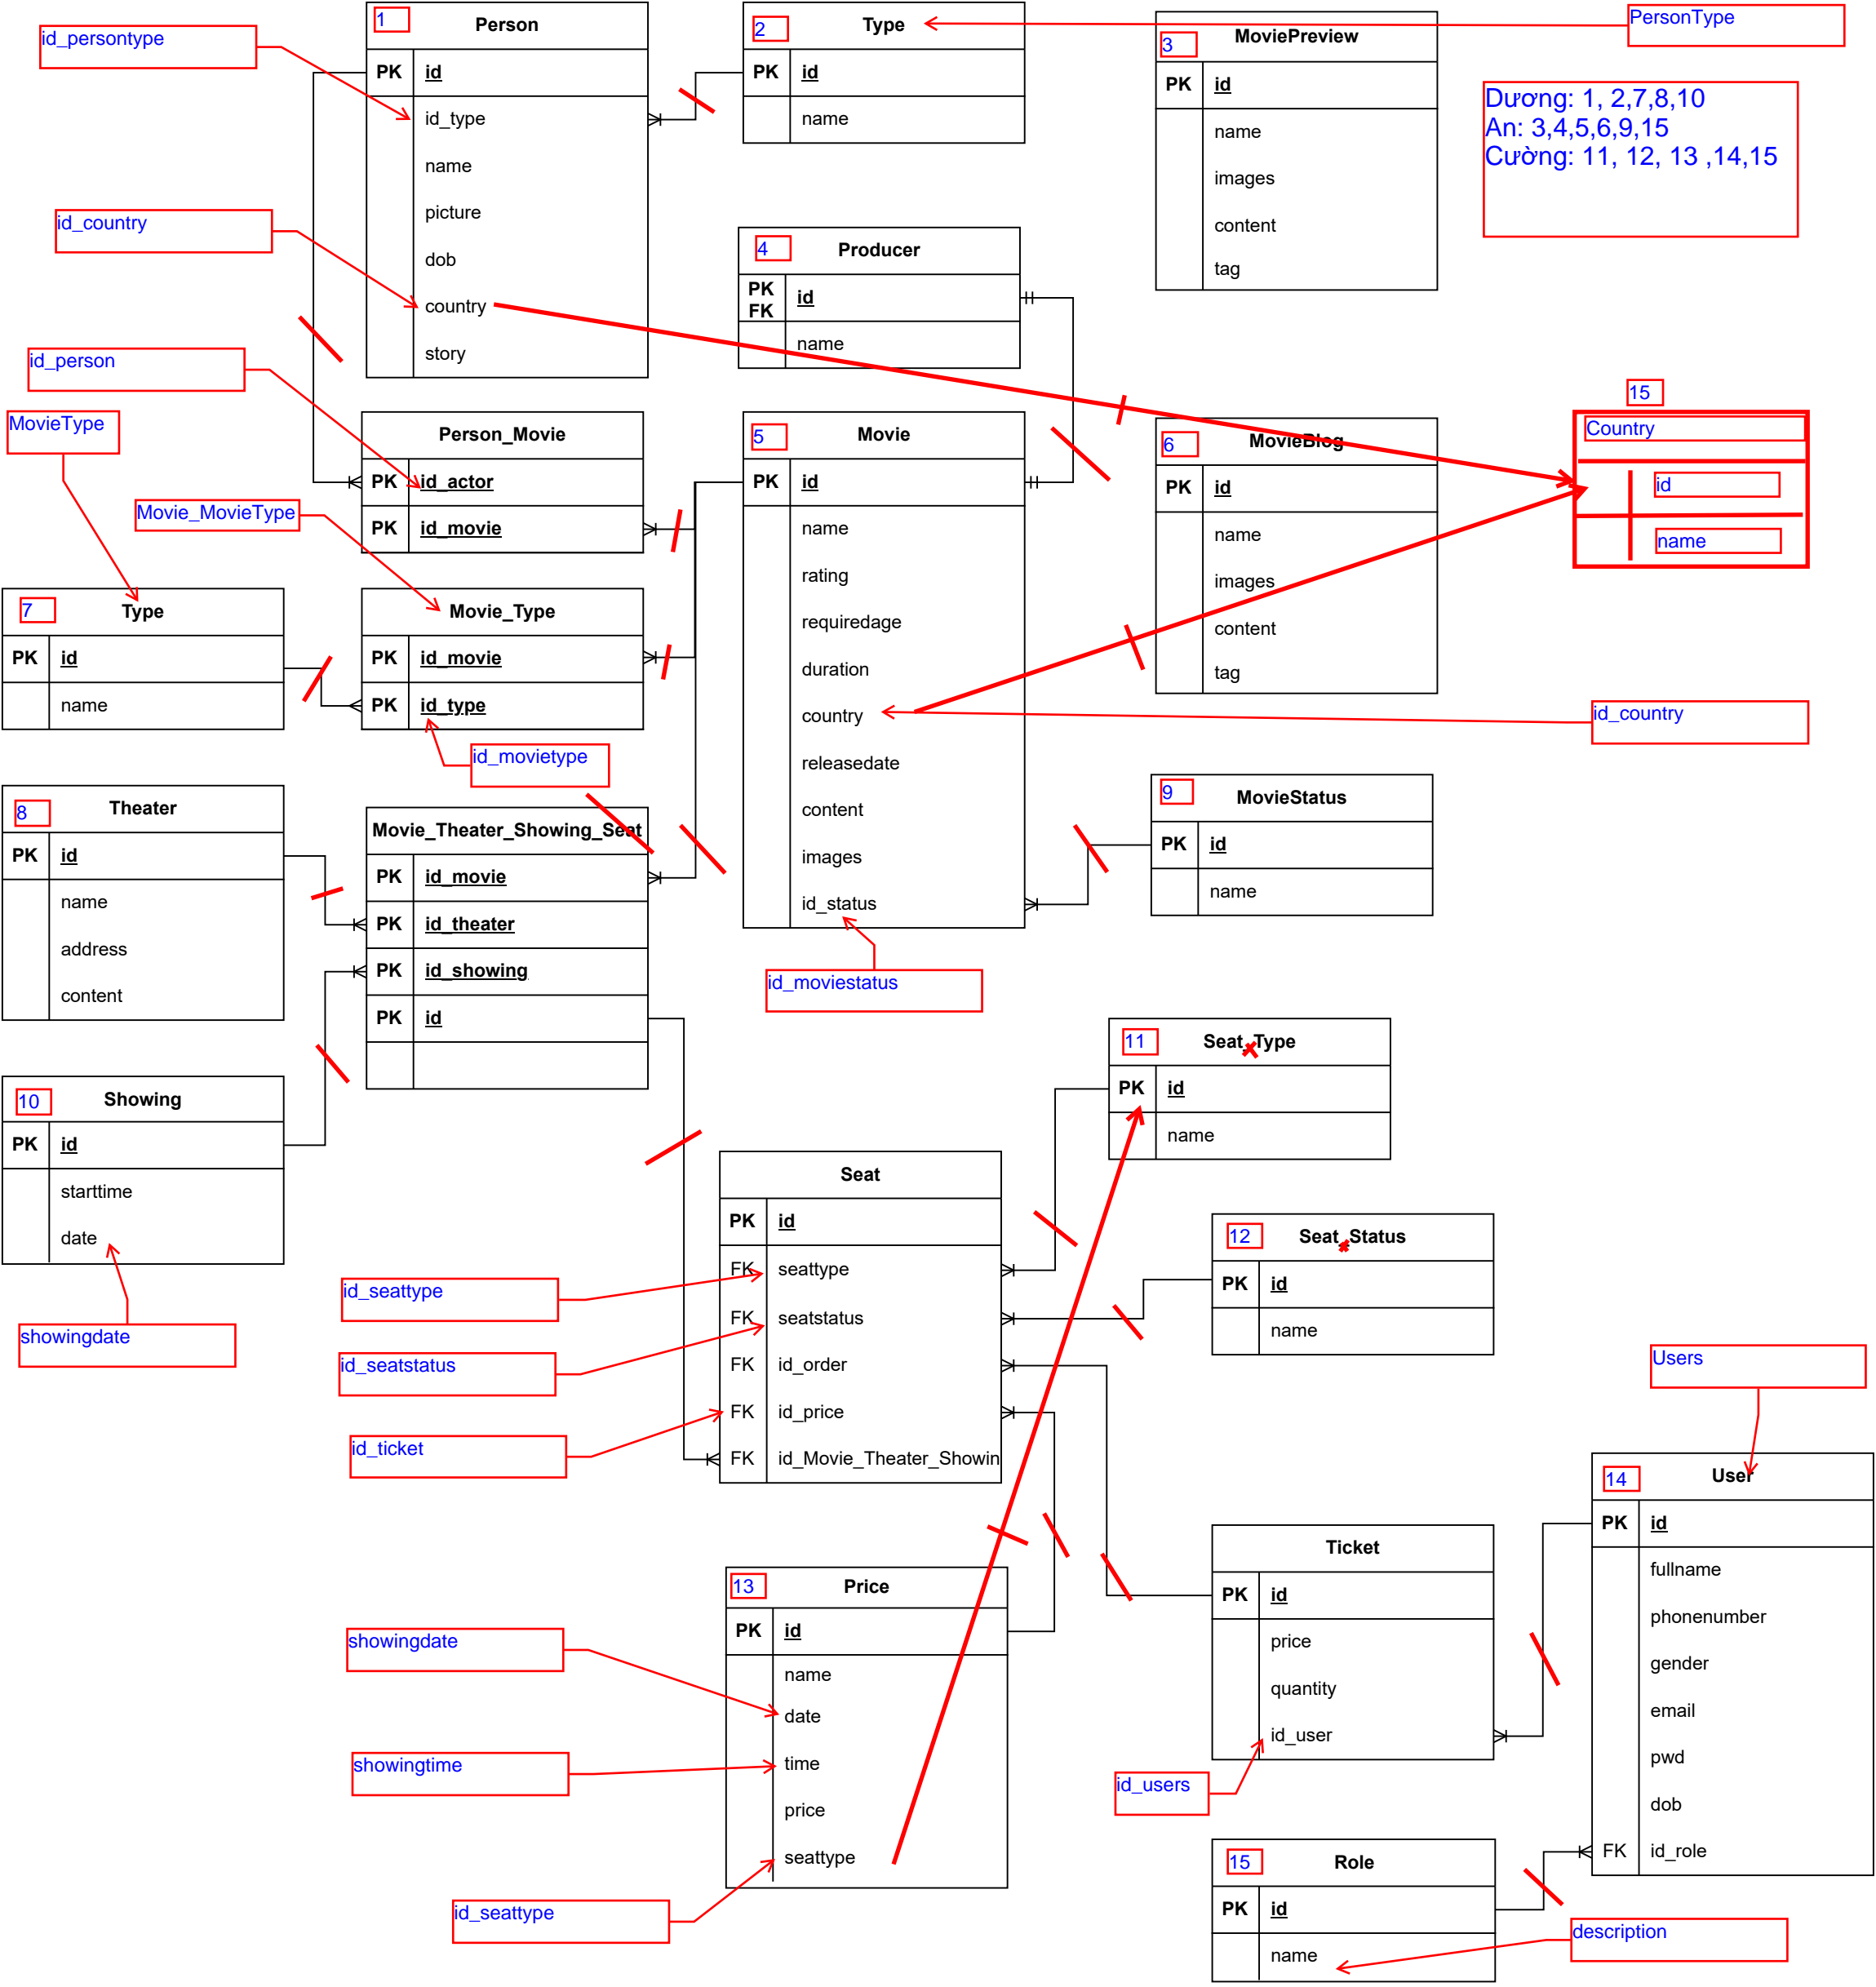 1
Person
PK
id
id_type
name
picture
dob
country
story
id_persontype
id_country
id_person
2
Type
PK
id
name
PersonType
3
MoviePreview
PK
id
name
images
content
tag
Dương: 1, 2,7,8,10
An: 3,4,5,6,9,15
Cường: 11, 12, 13 ,14,15
4
Producer
PK
FK
id
name
Person_Movie
PK
id_actor
PK
id_movie
MovieType
Movie_MovieType
5
Movie
PK
id
name
rating
requiredage
duration
country
releasedate
content
images
id_status
id_moviestatus
6
MovieBlog
PK
id
name
images
content
tag
15
Country
id
name
id_country
7
Type
PK
id
name
Movie_Type
PK
id_movie
PK
id_type
id_movietype
8
Theater
PK
id
name
address
content
Movie_Theater_Showing_Seat
PK
id_movie
PK
id_theater
PK
id_showing
PK
id
9
MovieStatus
PK
id
name
10
Showing
PK
id
starttime
date
showingdate
11
Seat_Type
PK
id
name
Seat
PK
id
FK
seattype
FK
seatstatus
FK
id_order
FK
id_price
FK
id_Movie_Theater_Showin
id_seattype
id_seatstatus
id_ticket
12
Seat_Status
PK
id
name
Users
14
User
PK
id
fullname
phonenumber
gender
email
pwd
dob
FK
id_role
Ticket
PK
id
price
quantity
id_user
id_users
13
Price
PK
id
name
date
time
price
seattype
showingdate
showingtime
id_seattype
15
Role
PK
id
name
description